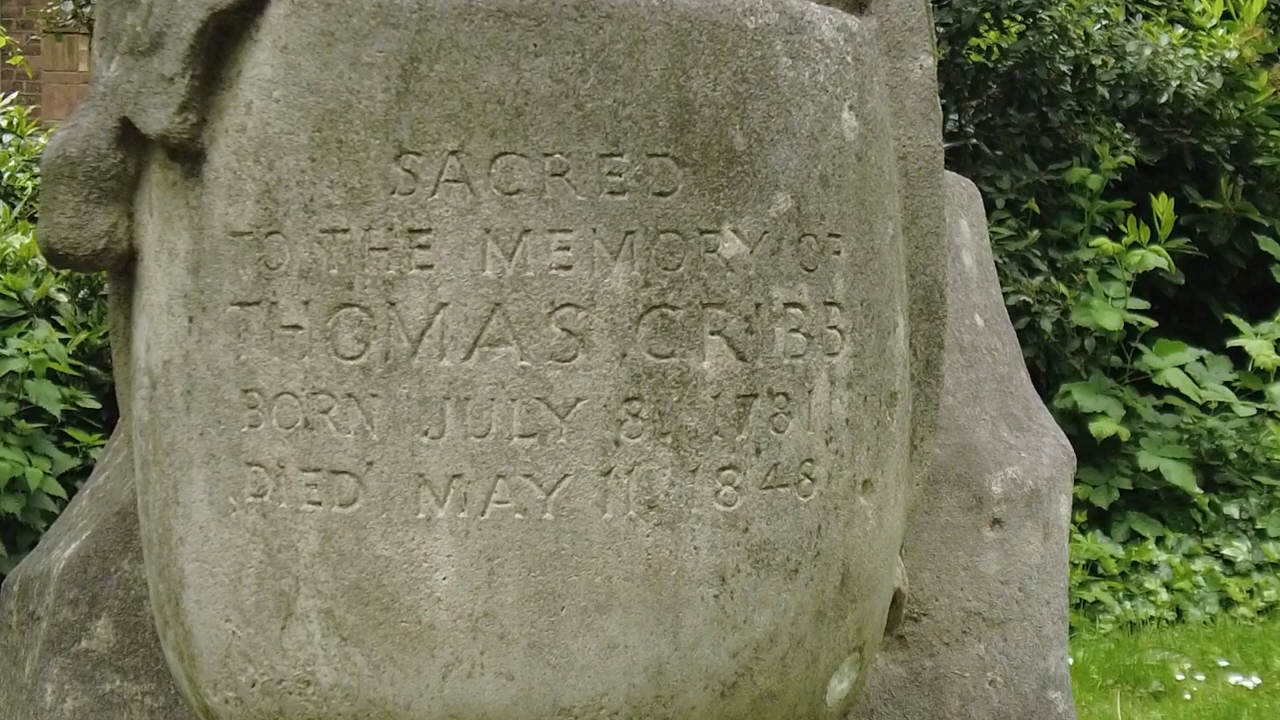 SACRED
TO THE MEMORY OF
THOMAS CRIBB
BORN JULY 8 1781
DIED MAY 11 1848